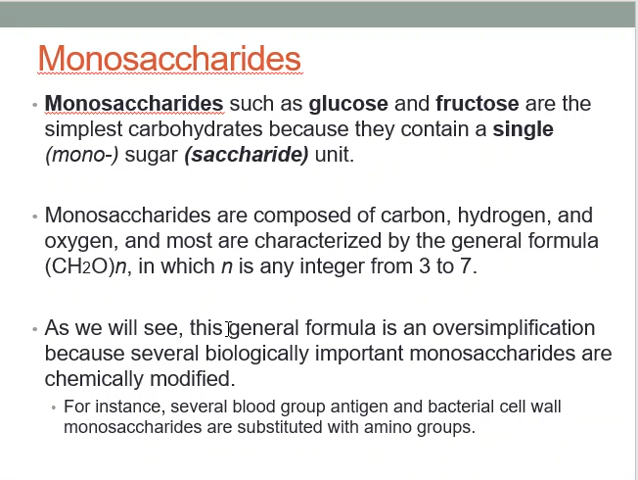 Monosaccharides
• Monosaccharides such as glucose and fructose are the
simplest carbohydrates because they contain a single
(mono-) sugar (saccharide) unit.
• Monosaccharides are composed of carbon, hydrogen, and
oxygen, and most are characterized by the general formula
(CH2O)n, in which n is any integer from 3 to 7.
• As we will see, this general formula is an oversimplification
because several biologically important monosaccharides are
chemically modified.
• For instance, several blood group antigen and bacterial cell wall
monosaccharides are substituted with amino groups.